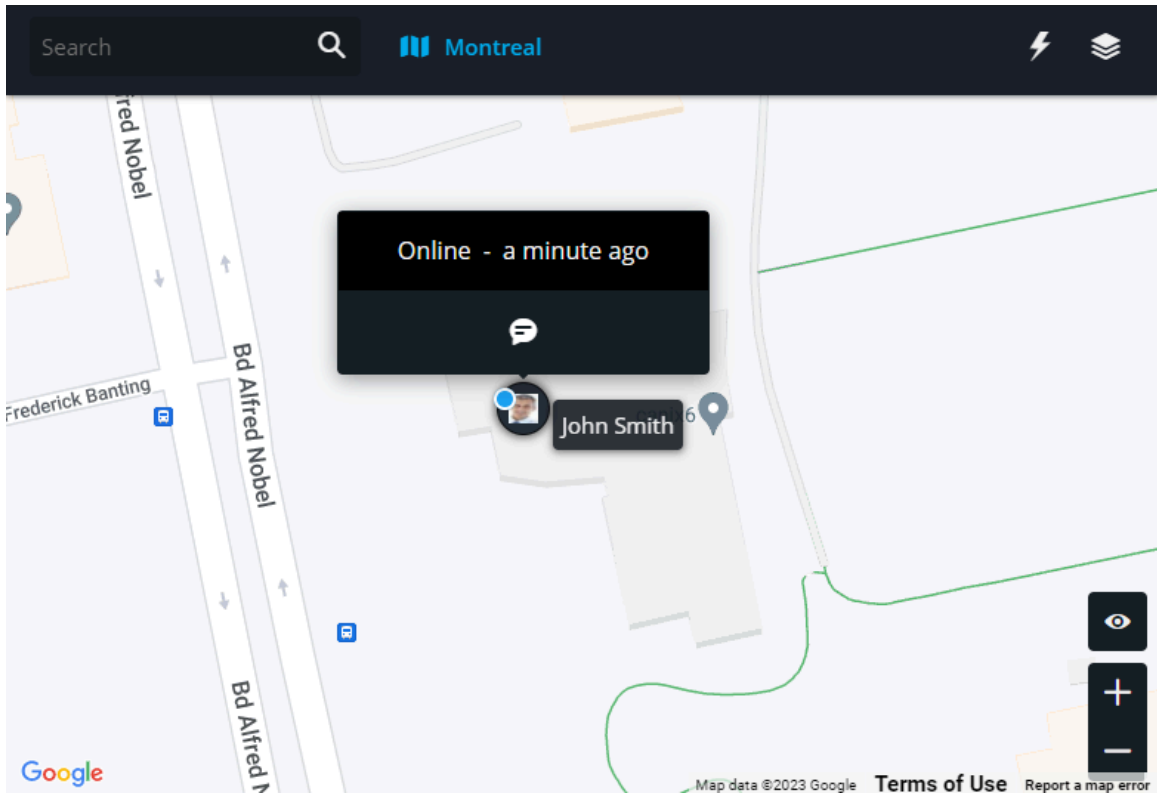 Search
Montreal
fred Nobel
Online - a minute ago
Bd Alfred Nobel
Frederick Banting
John Smith
Bd Alfred N
Google
Map data ©2023 Google
Terms of Use
Report a map error